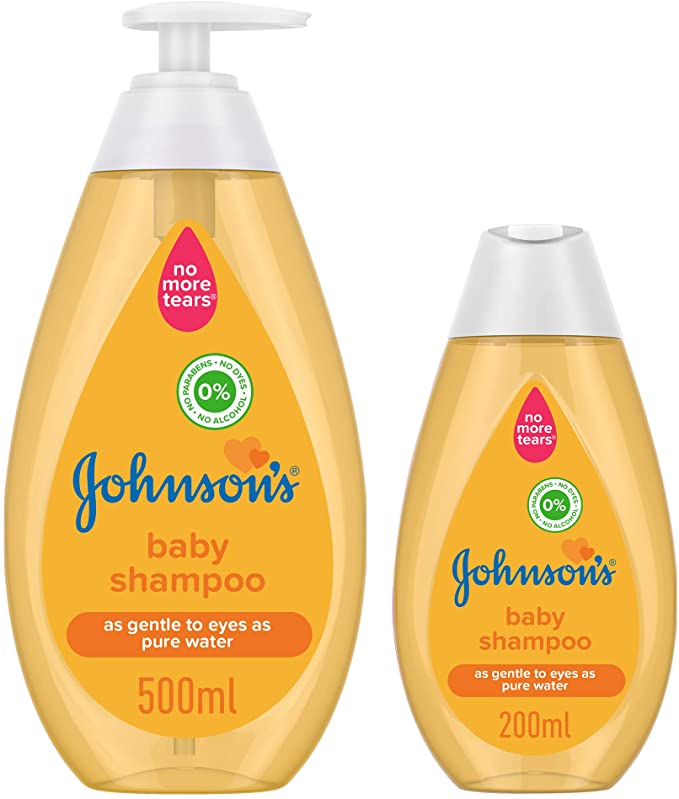 no
more
tears®
NO PARABENS • NO DYES • NO ALCOHOL •
0%
Johnson's®
baby
shampoo
as gentle to eyes as
pure water
500ml
no
more
tears®
NO PARABENS • NO DYES • NO ALCOHOL •
0%
Johnson's®
baby
shampoo
as gentle to eyes as
pure water
200ml